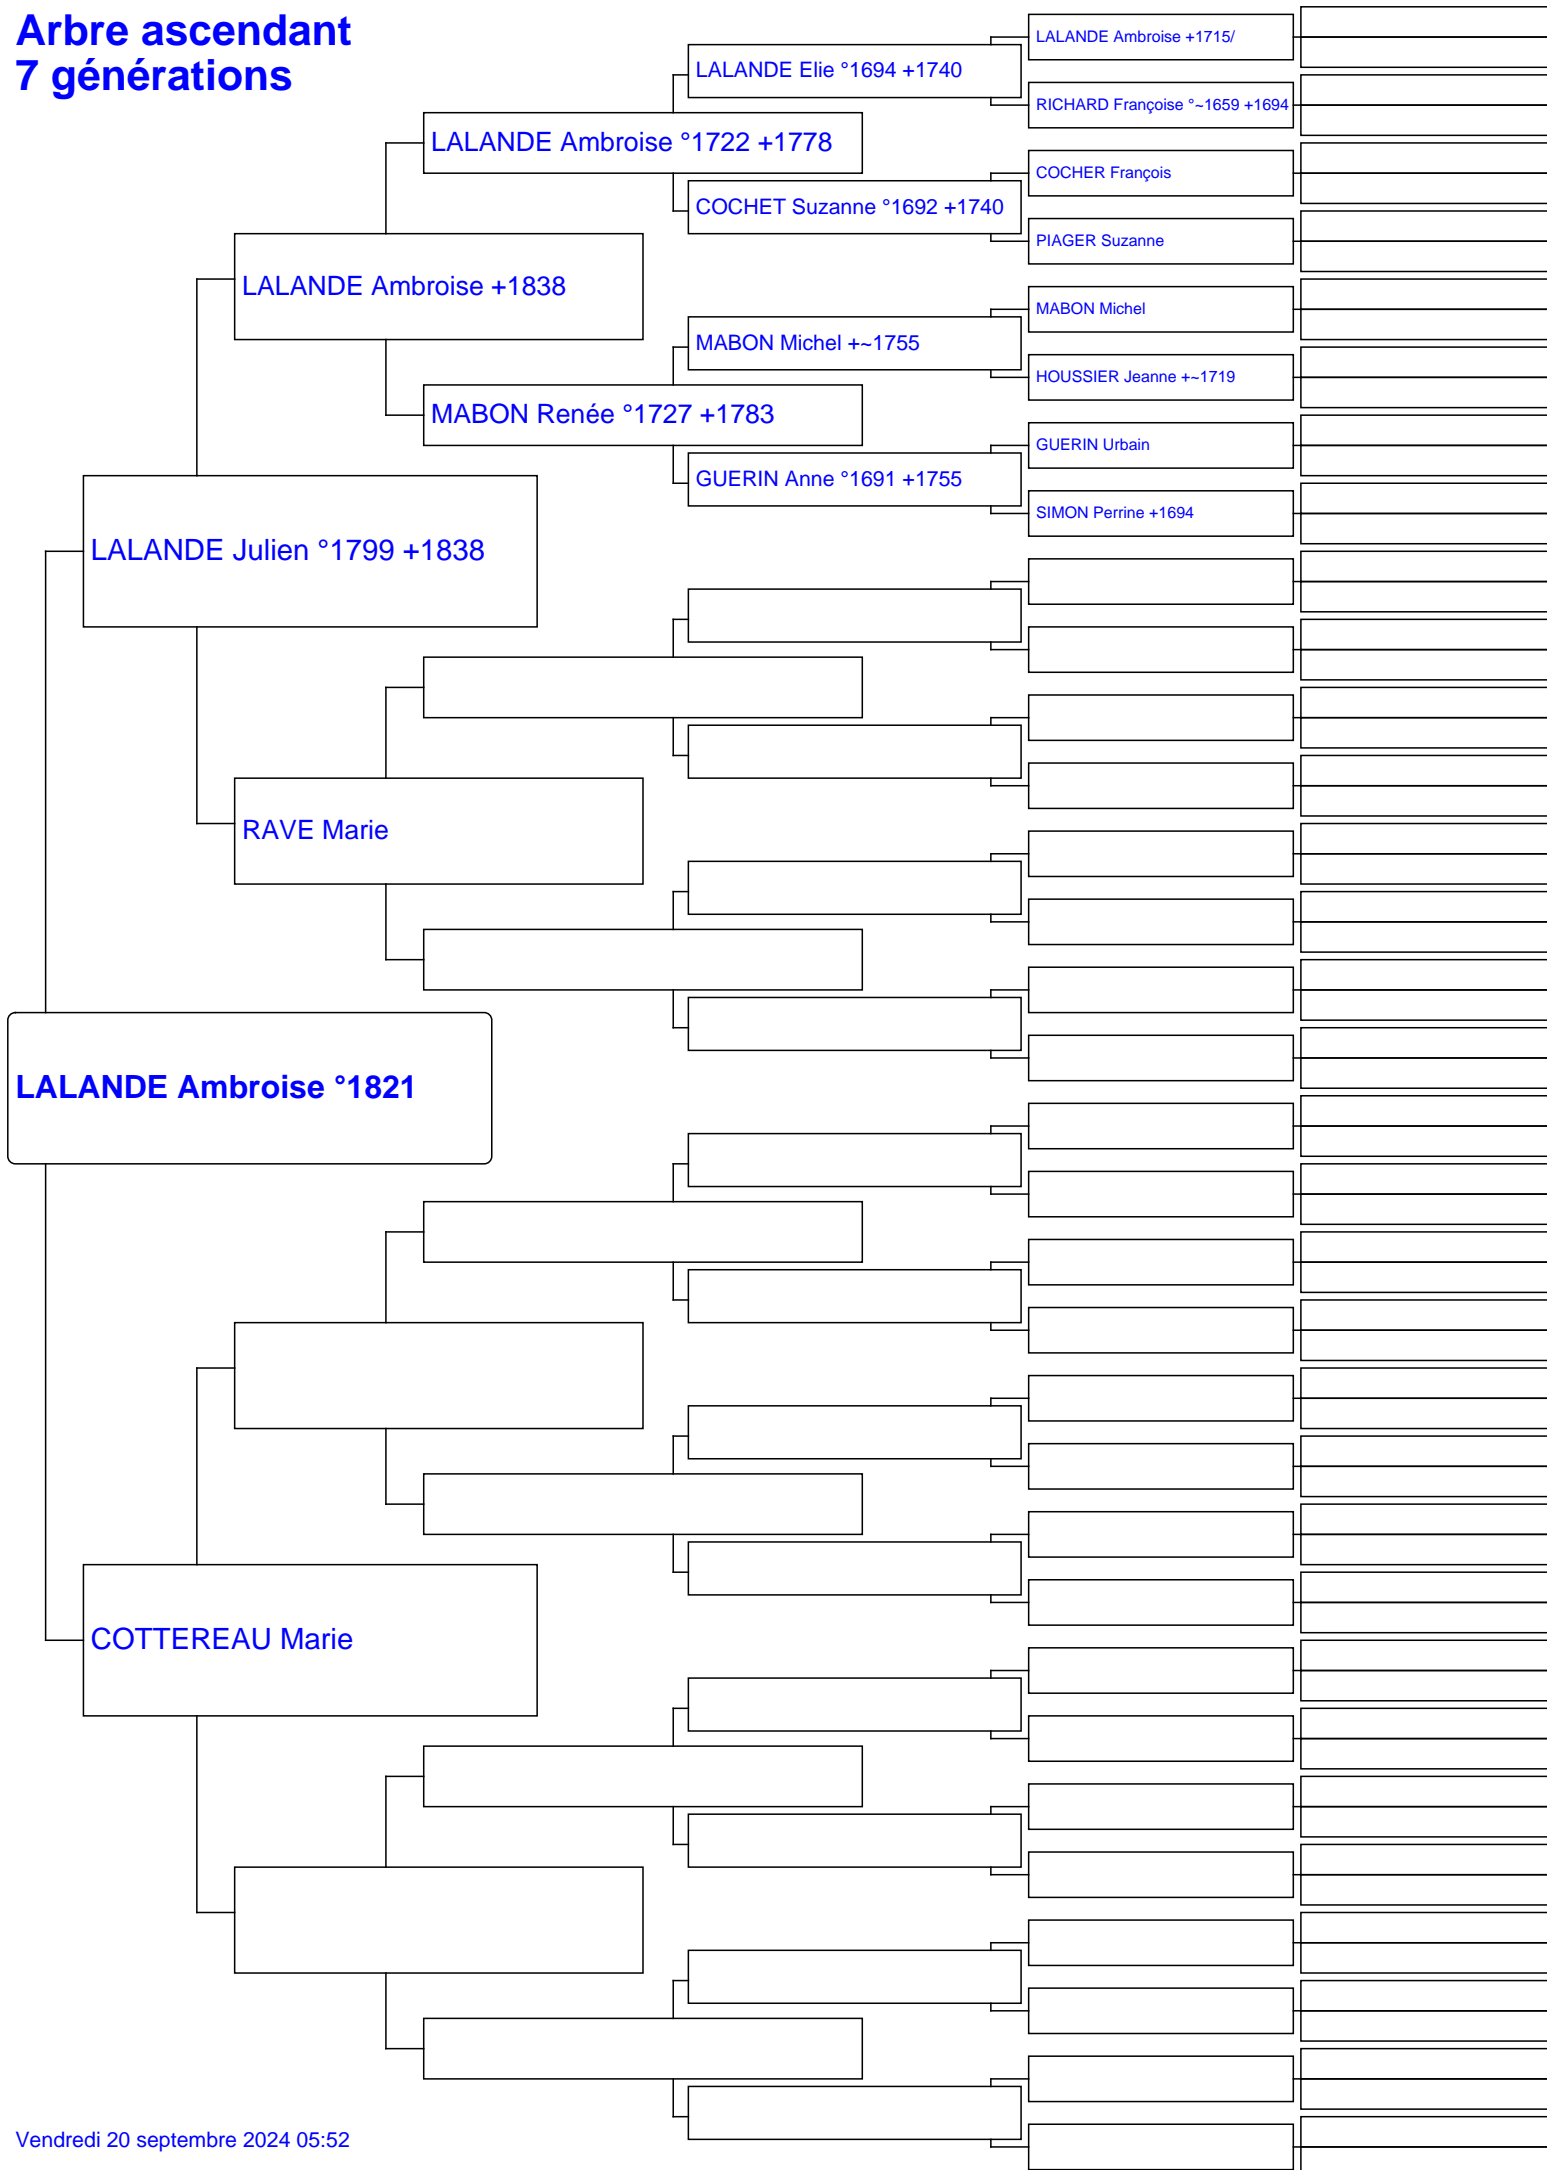 Arbre ascendant
7 générations
LALANDE Ambroise +1715/
LALANDE Elie °1694 +1740
RICHARD Françoise °~1659 +1694
LALANDE Ambroise °1722 +1778
COCHER François
COCHET Suzanne °1692 +1740
PIAGER Suzanne
LALANDE Ambroise +1838
MABON Michel
MABON Michel +~1755
HOUSSIER Jeanne +~1719
MABON Renée °1727 +1783
GUERIN Urbain
GUERIN Anne °1691 +1755
SIMON Perrine +1694
LALANDE Julien °1799 +1838
RAVE Marie
LALANDE Ambroise °1821
COTTEREAU Marie
Vendredi 20 septembre 2024 05:52